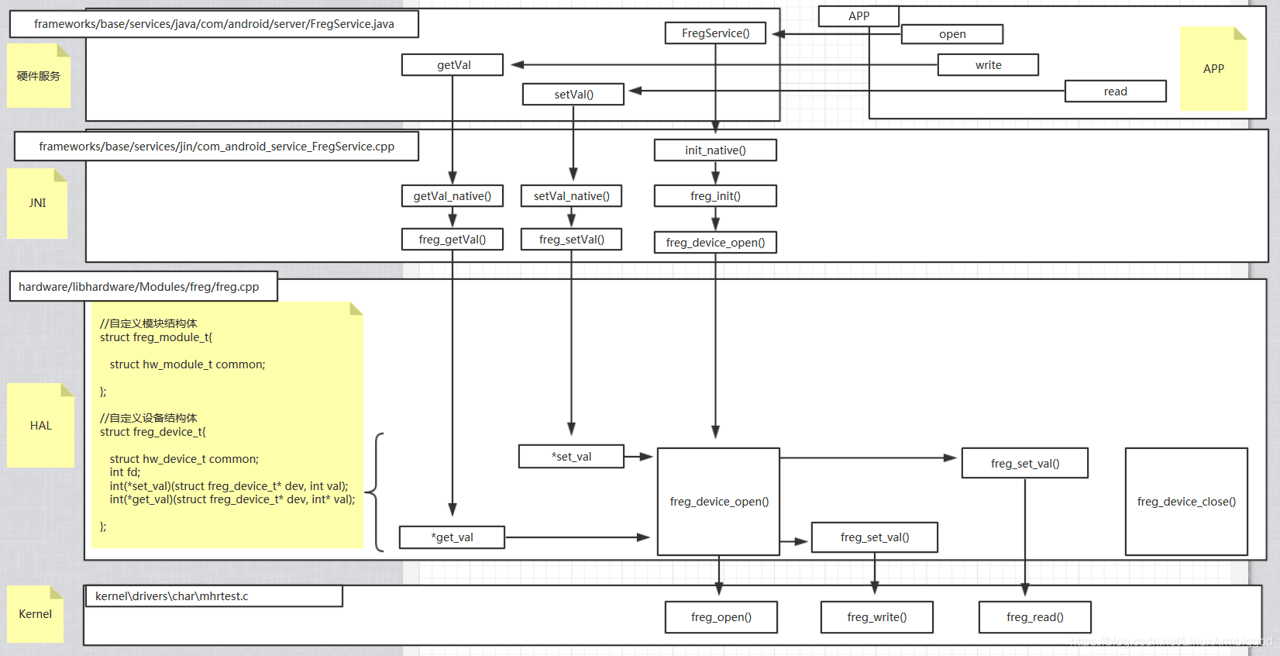 frameworks/base/services/java/com/android/server/FregService.java
APP
FregService()
open
硬件服务
getVal
write
APP
setVal()
read
frameworks/base/services/jin/com_android_service_FregService.cpp
init_native()
JNI
getVal_native()
setVal_native()
freg_init()
freg_getVal()
freg_setVal()
freg_device_open()
hardware/libhardware/Modules/freg/freg.cpp
//自定义模块结构体
struct freg_module_t{
struct hw_module_t common;
};
//自定义设备结构体
struct freg_device_t{
struct hw_device_t common;
int fd;
int(*set_val)(struct freg_device_t* dev, int val);
int(*get_val)(struct freg_device_t* dev, int* val);
};
HAL
*set_val
freg_set_val()
freg_device_open()
freg_device_close()
*get_val
freg_set_val()
Kernel
kernel\drivers\char\mhrtest.c
freg_open()
freg_write()
freg_read()